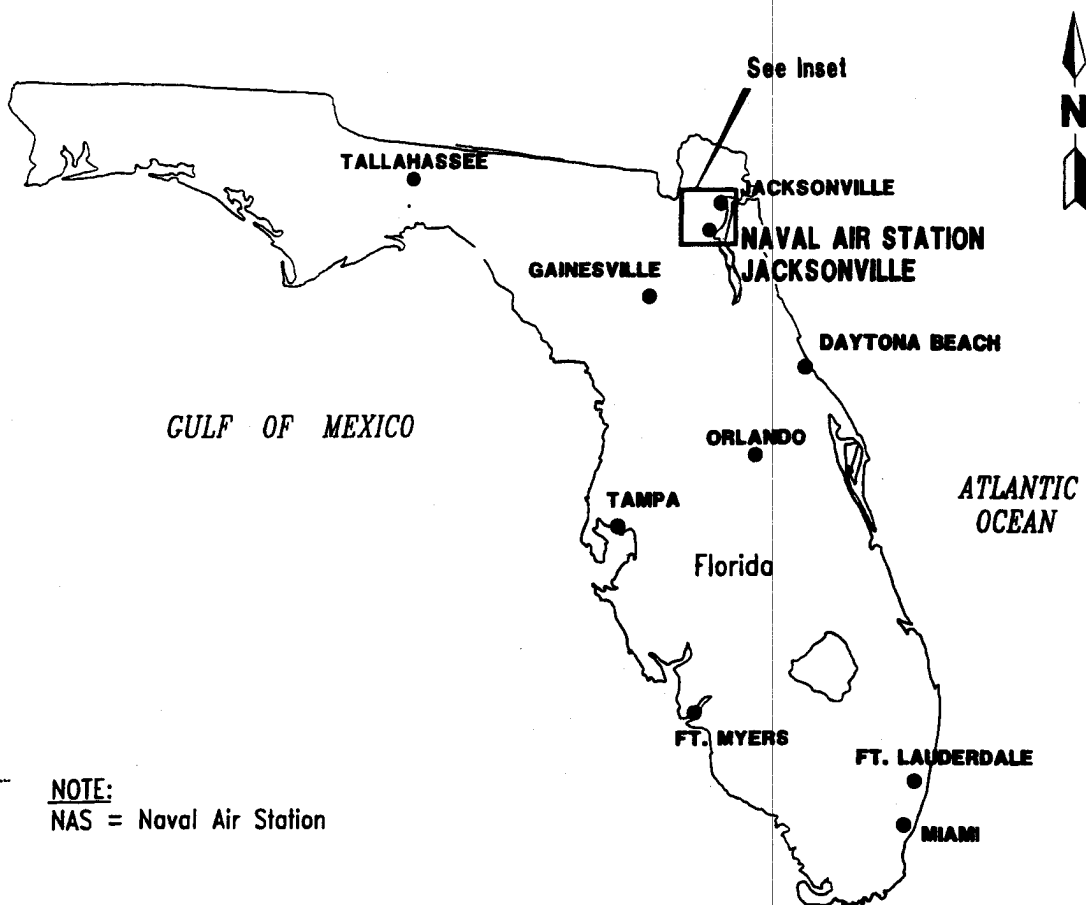 See Inset
N
TALLAHASSEE
JACKSONVILLE
NAVAL AIR STATION
JACKSONVILLE
GAINESVILLE
DAYTONA BEACH
GULF OF MEXICO
ORLANDO
ATLANTIC
OCEAN
TAMPA
Florida
FT. MYERS
FT. LAUDERDALE
NOTE:
NAS = Naval Air Station
MIAMI